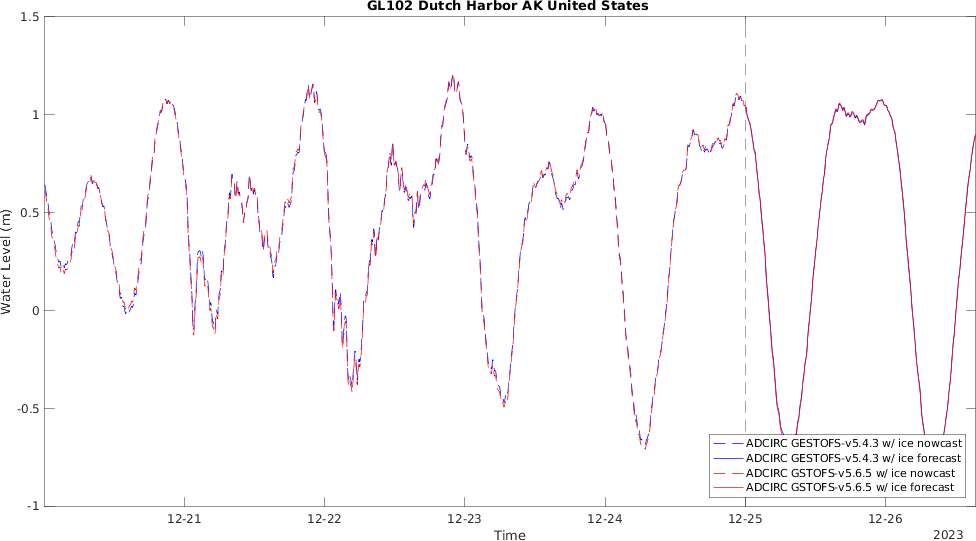 GL102 Dutch Harbor AK United States
1.5
1
0.5
0
-0.5
-1
Water Level (m)
12-21
12-22
12-23
12-24
12-25
12-26
Time
2023
ADCIRC GESTOFS-v5.4.3 w/ ice nowcast
ADCIRC GESTOFS-v5.4.3 w/ ice forecast
ADCIRC GSTOFS-v5.6.5 w/ ice nowcast
ADCIRC GSTOFS-v5.6.5 w/ ice forecast